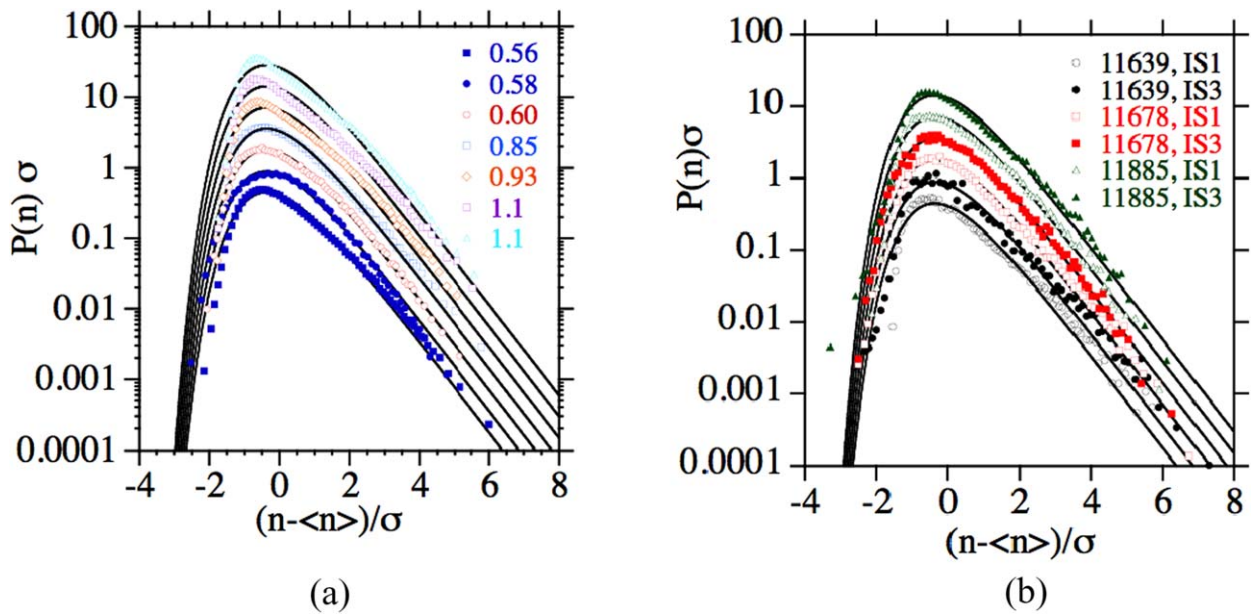 100
10
1
0.1
0.01
0.001
0.0001
P(n) σ
-4 -2 0 2 4 6 8
(n-<n>)/σ
0.56
0.58
0.60
0.85
0.93
1.1
1.1
(a)
100
10
1
0.1
0.01
0.001
0.0001
P(n)σ
-4 -2 0 2 4 6 8
(n-<n>)/σ
11639, IS1
11639, IS3
11678, IS1
11678, IS3
11885, IS1
11885, IS3
(b)